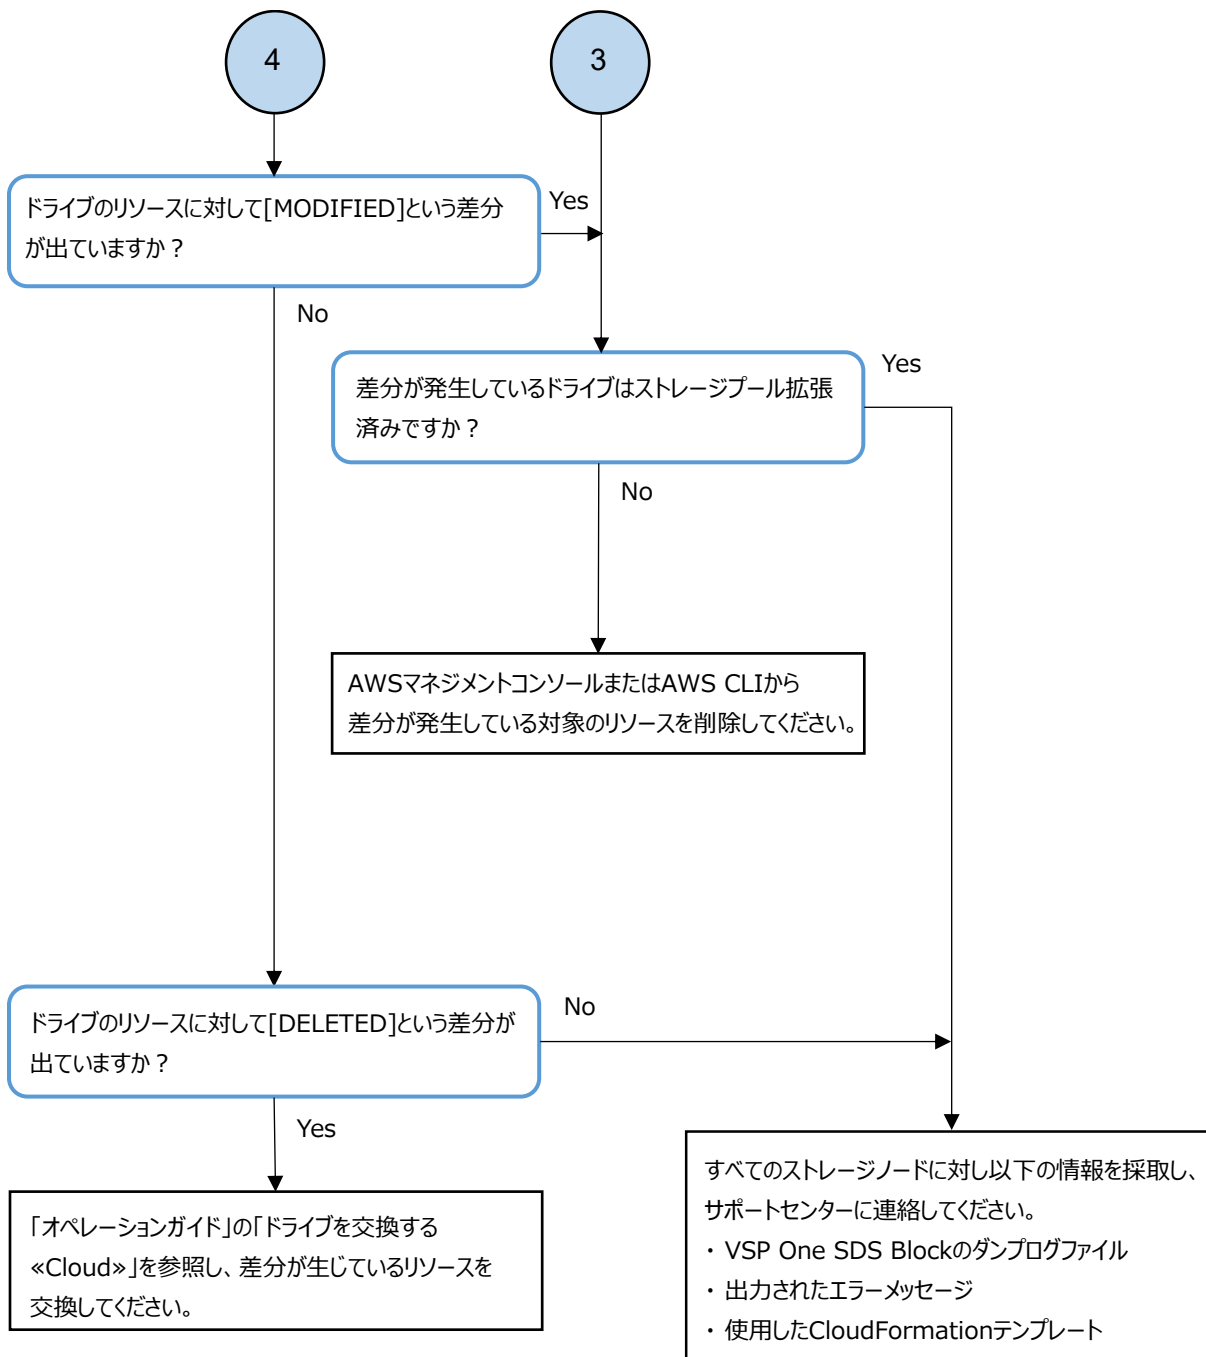 4
3
ドライブのリソースに対して[MODIFIED]という差分
が出ていますか？
Yes
No
差分が発生しているドライブはストレージプール拡張
済みですか？
Yes
No
AWSマネジメントコンソールまたはAWS CLIから
差分が発生している対象のリソースを削除してください。
ドライブのリソースに対して[DELETED]という差分が
出ていますか？
No
Yes
「オペレーションガイド」の「ドライブを交換する
«Cloud»」を参照し、差分が生じているリソースを
交換してください。
すべてのストレージノードに対し以下の情報を採取し、
サポートセンターに連絡してください。
・ VSP One SDS Blockのダンプログファイル
・ 出力されたエラーメッセージ
・ 使用したCloudFormationテンプレート